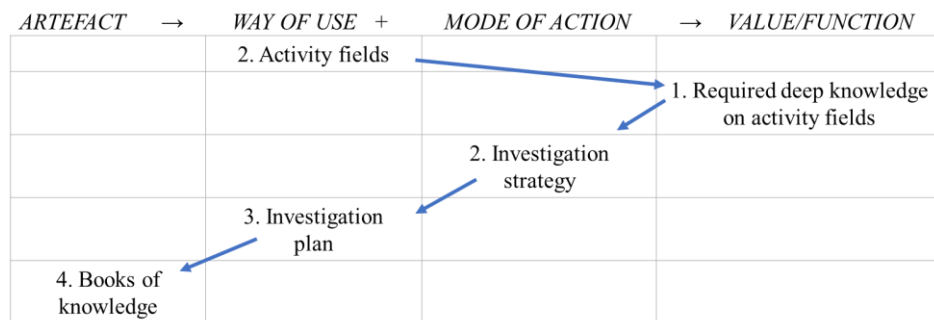 ARTEFACT → WAY OF USE + MODE OF ACTION → VALUE/FUNCTION
2. Activity fields
1. Required deep knowledge
on activity fields
2. Investigation
strategy
3. Investigation
plan
4. Books of
knowledge